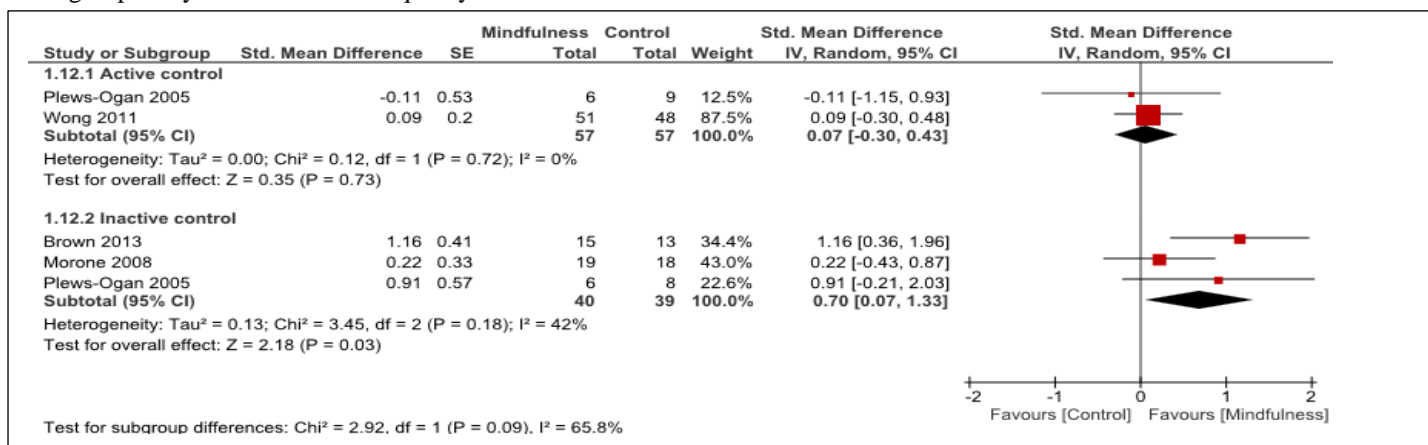 Mindfulness Control Std. Mean Difference Std. Mean Difference
Study or Subgroup Std. Mean Difference SE Total Total Weight IV, Random, 95% CI IV, Random, 95% CI
1.12.1 Active control
Plews-Ogan 2005 -0.11 0.53 6 9 12.5% -0.11 [-1.15, 0.93]
Wong 2011 0.09 0.2 51 48 87.5% 0.09 [-0.30, 0.48]
Subtotal (95% CI) 57 57 100.0% 0.07 [-0.30, 0.43]
Heterogeneity: Tau² = 0.00; Chi² = 0.12, df = 1 (P = 0.72); I² = 0%
Test for overall effect: Z = 0.35 (P = 0.73)
1.12.2 Inactive control
Brown 2013 1.16 0.41 15 13 34.4% 1.16 [0.36, 1.96]
Morone 2008 0.22 0.33 19 18 43.0% 0.22 [-0.43, 0.87]
Plews-Ogan 2005 0.91 0.57 6 8 22.6% 0.91 [-0.21, 2.03]
Subtotal (95% CI) 40 39 100.0% 0.70 [0.07, 1.33]
Heterogeneity: Tau² = 0.13; Chi² = 3.45, df = 2 (P = 0.18); I² = 42%
Test for overall effect: Z = 2.18 (P = 0.03)
-2 -1 0 1 2
Favours [Control] Favours [Mindfulness]
Test for subgroup differences: Chi² = 2.92, df = 1 (P = 0.09), I² = 65.8%